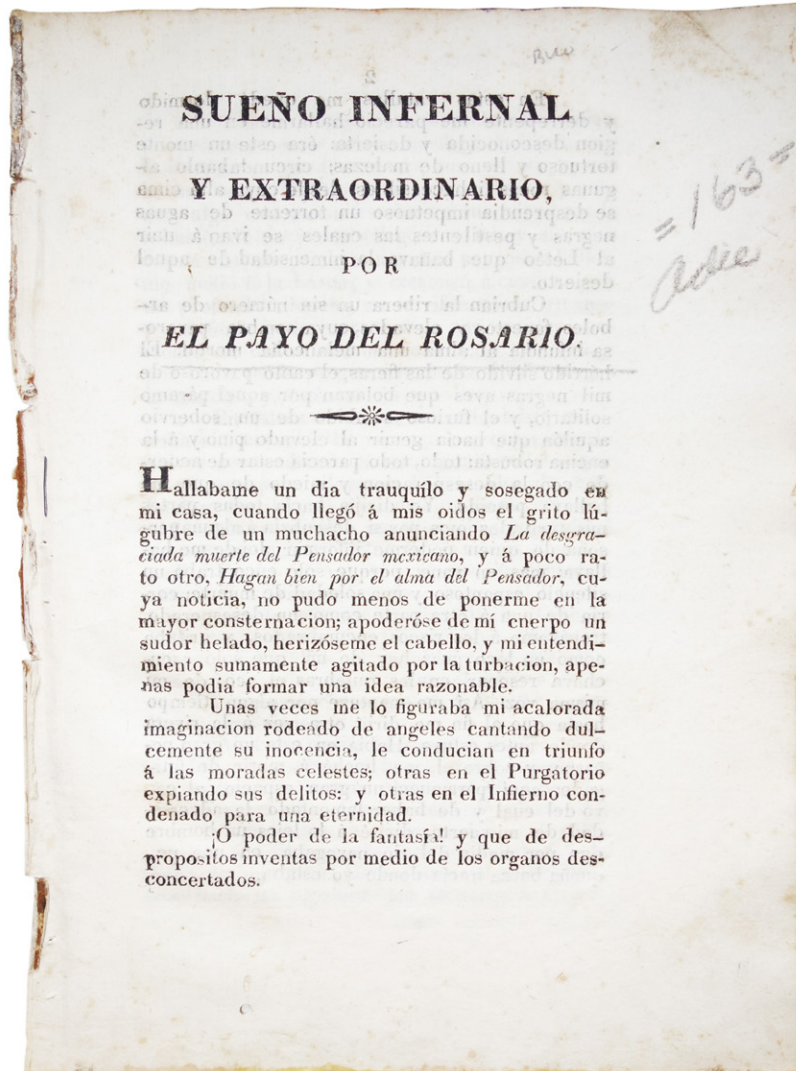 SUEÑO INFERNAL
Y EXTRAORDINARIO,
POR
EL PAYO DEL ROSARIO.
= 163 =
Hallabame un dia trauquílo y sosegado en
mi casa, cuando llegó á mis oidos el grito lú-
gubre de un muchacho anunciando La desgra-
ciada muerte del Pensador mexicano, y á poco ra-
to otro, Hagan bien por el alma del Pensador, cu-
ya noticia, no pudo menos de ponerme en la
mayor consternacion; apoderóse de mí cnerpo un
sudor helado, herizóseme el cabello, y mi entendi-
miento sumamente agitado por la turbacion, ape-
nas podia formar una idea razonable.
Unas veces me lo figuraba mi acalorada
imaginacion rodeado de angeles cantando dul-
cemente su inocencia, le conducian en triunfo
á las moradas celestes; otras en el Purgatorio
expiando sus delitos: y otras en el Infierno con-
denado para una eternidad.
¡O poder de la fantasía! y que de des-
propositos inventas por medio de los organos des-
concertados.